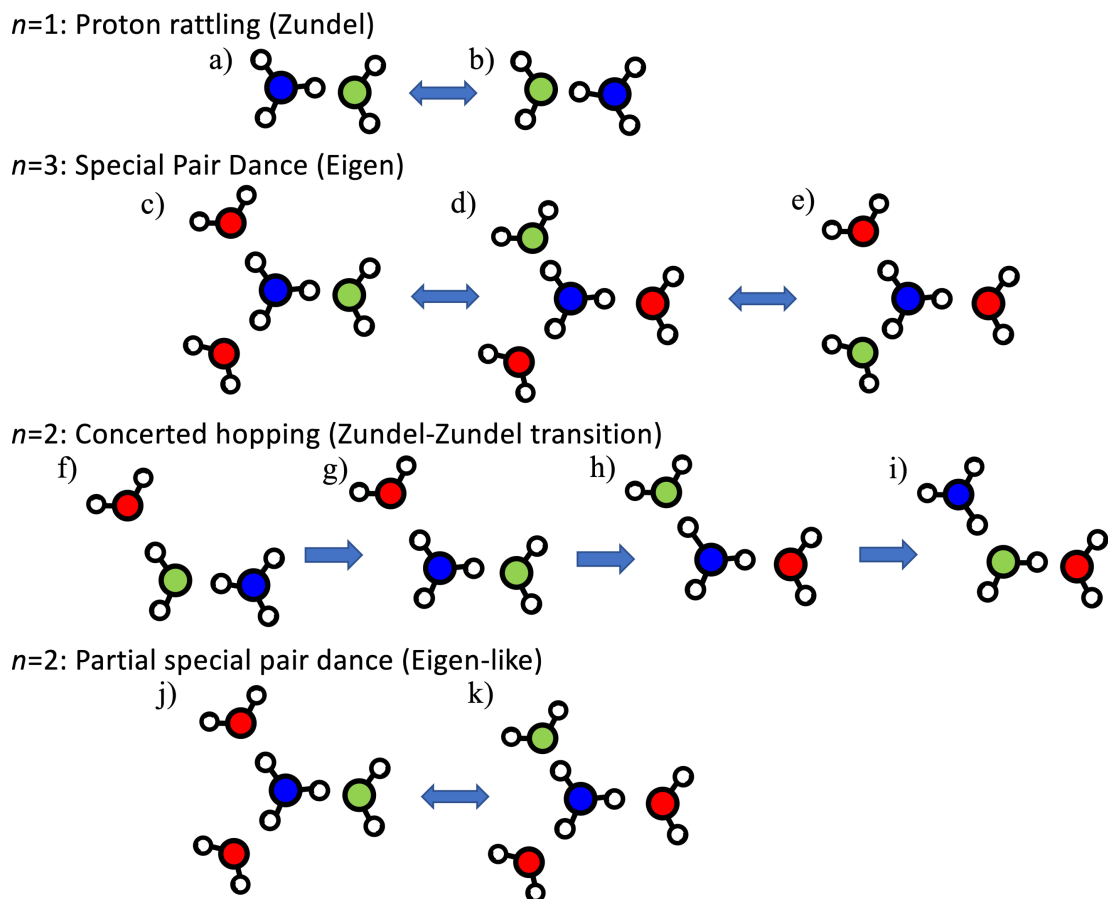 n=1: Proton rattling (Zundel)
a) b)
n=3: Special Pair Dance (Eigen)
c) d) e)
n=2: Concerted hopping (Zundel-Zundel transition)
f) g) h) i)
n=2: Partial special pair dance (Eigen-like)
j) k)